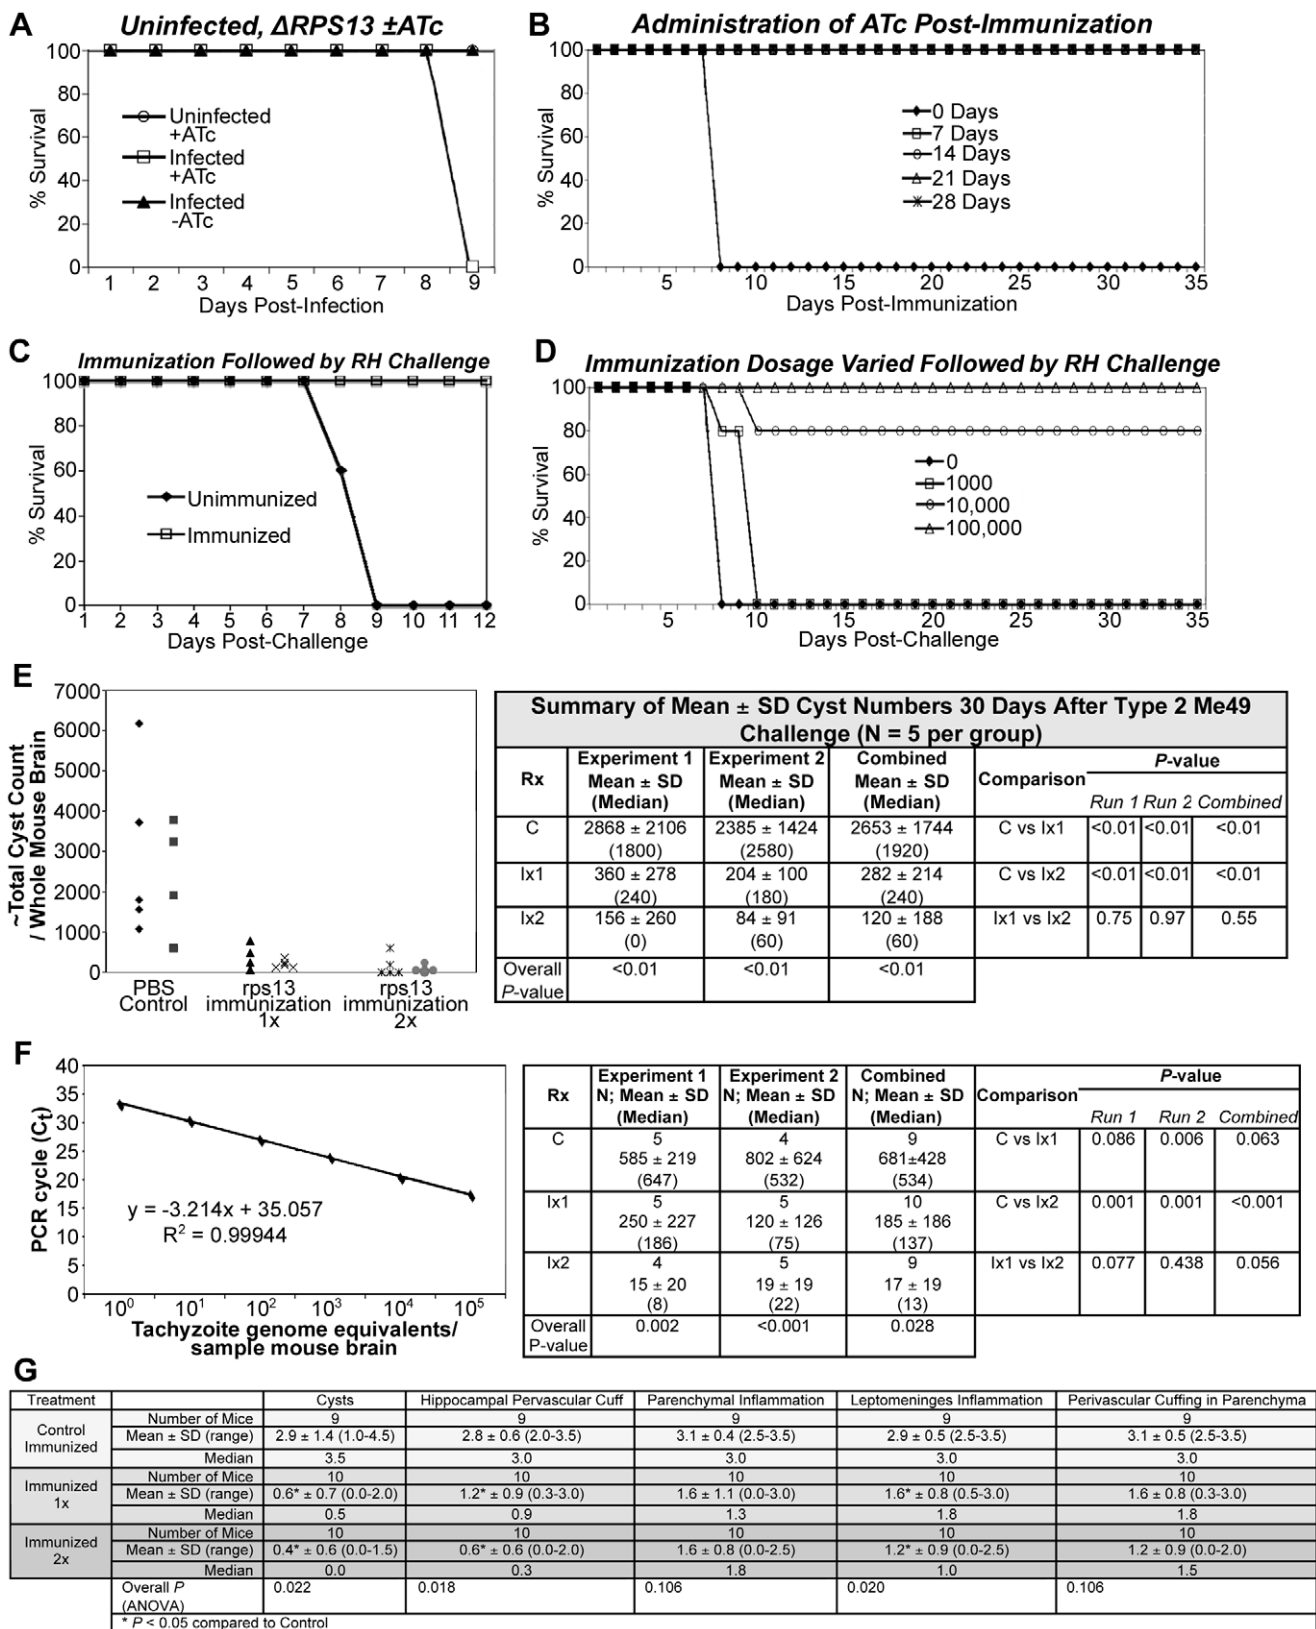 A
Uninfected, ΔRPS13 ±ATc
% Survival
100
80
60
40
20
0
Uninfected
+ATc
Infected
+ATc
Infected
-ATc
1 2 3 4 5 6 7 8 9
Days Post-Infection
B
Administration of ATc Post-Immunization
% Survival
100
80
60
40
20
0
0 Days
7 Days
14 Days
21 Days
28 Days
5 10 15 20 25 30 35
Days Post-Immunization
C
Immunization Followed by RH Challenge
% Survival
100
80
60
40
20
0
Unimmunized
Immunized
1 2 3 4 5 6 7 8 9 10 11 12
Days Post-Challenge
D
Immunization Dosage Varied Followed by RH Challenge
% Survival
100
80
60
40
20
0
0
1000
10,000
100,000
5 10 15 20 25 30 35
Days Post-Challenge
E
~Total Cyst Count
/ Whole Mouse Brain
7000
6000
5000
4000
3000
2000
1000
0
PBS rps13 rps13
Control immunization immunization
1x 2x
Summary of Mean ± SD Cyst Numbers 30 Days After Type 2 Me49
Challenge (N = 5 per group)
Rx Experiment 1 Experiment 2 Combined Comparison P-value
Mean ± SD Mean ± SD Mean ± SD
(Median) (Median) (Median) Run 1 Run 2 Combined
C 2868 ± 2106 2385 ± 1424 2653 ± 1744 C vs Ix1 <0.01 <0.01 <0.01
(1800) (2580) (1920)
Ix1 360 ± 278 204 ± 100 282 ± 214 C vs Ix2 <0.01 <0.01 <0.01
(240) (180) (240)
Ix2 156 ± 260 84 ± 91 120 ± 188 Ix1 vs Ix2 0.75 0.97 0.55
(0) (60) (60)
Overall <0.01 <0.01 <0.01
P-value
F
PCR cycle (Ct)
40
35
30
25
20
15
10
5
0
y = -3.214x + 35.057
R² = 0.99944
10⁰ 10¹ 10² 10³ 10⁴ 10⁵
Tachyzoite genome equivalents/
sample mouse brain
Rx Experiment 1 Experiment 2 Combined Comparison P-value
N; Mean ± SD N; Mean ± SD N; Mean ± SD
(Median) (Median) (Median) Run 1 Run 2 Combined
C 5 4 9 C vs Ix1 0.086 0.006 0.063
585 ± 219 802 ± 624 681±428
(647) (532) (534)
Ix1 5 5 10 C vs Ix2 0.001 0.001 <0.001
250 ± 227 120 ± 126 185 ± 186
(186) (75) (137)
Ix2 4 5 9 Ix1 vs Ix2 0.077 0.438 0.056
15 ± 20 19 ± 19 17 ± 19
(8) (22) (13)
Overall 0.002 <0.001 0.028
P-value
G
Treatment Cysts Hippocampal Pervascular Cuff Parenchymal Inflammation Leptomeninges Inflammation Perivascular Cuffing in Parenchyma
Control Immunized Number of Mice 9 9 9 9 9
Mean ± SD (range) 2.9 ± 1.4 (1.0-4.5) 2.8 ± 0.6 (2.0-3.5) 3.1 ± 0.4 (2.5-3.5) 2.9 ± 0.5 (2.5-3.5) 3.1 ± 0.5 (2.5-3.5)
Median 3.5 3.0 3.0 3.0 3.0
Immunized 1x Number of Mice 10 10 10 10 10
Mean ± SD (range) 0.6* ± 0.7 (0.0-2.0) 1.2* ± 0.9 (0.3-3.0) 1.6 ± 1.1 (0.0-3.0) 1.6* ± 0.8 (0.5-3.0) 1.6 ± 0.8 (0.3-3.0)
Median 0.5 0.9 1.3 1.8 1.8
Immunized 2x Number of Mice 10 10 10 10 10
Mean ± SD (range) 0.4* ± 0.6 (0.0-1.5) 0.6* ± 0.6 (0.0-2.0) 1.6 ± 0.8 (0.0-2.5) 1.2* ± 0.9 (0.0-2.5) 1.2 ± 0.9 (0.0-2.0)
Median 0.0 0.3 1.8 1.0 1.5
Overall P 0.022 0.018 0.106 0.020 0.106
(ANOVA)
* P < 0.05 compared to Control